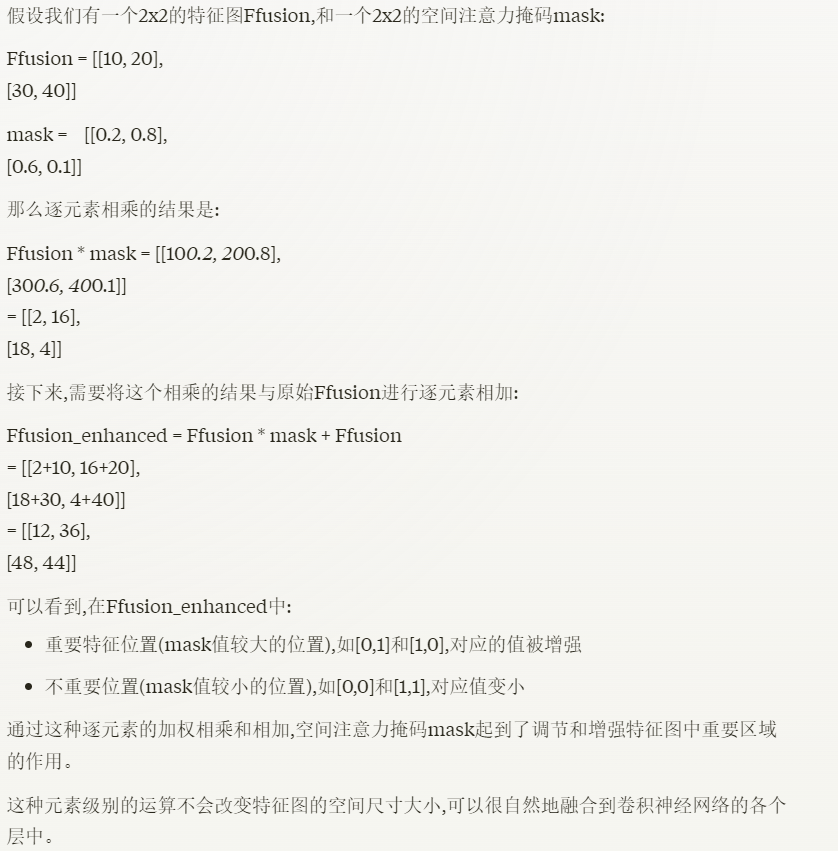 假设我们有一个2x2的特征图Ffusion,和一个2x2的空间注意力掩码mask:
Ffusion = [[10, 20],
[30, 40]]
mask = [[0.2, 0.8],
[0.6, 0.1]]
那么逐元素相乘的结果是:
Ffusion * mask = [[100.2, 200.8],
[300.6, 400.1]]
= [[2, 16],
[18, 4]]
接下来,需要将这个相乘的结果与原始Ffusion进行逐元素相加:
Ffusion_enhanced = Ffusion * mask + Ffusion
= [[2+10, 16+20],
[18+30, 4+40]]
= [[12, 36],
[48, 44]]
可以看到,在Ffusion_enhanced中:
• 重要特征位置(mask值较大的位置),如[0,1]和[1,0],对应的值被增强
• 不重要位置(mask值较小的位置),如[0,0]和[1,1],对应值变小
通过这种逐元素的加权相乘和相加,空间注意力掩码mask起到了调节和增强特征图中重要区域
的作用。
这种元素级别的运算不会改变特征图的空间尺寸大小,可以很自然地融合到卷积神经网络的各个
层中。